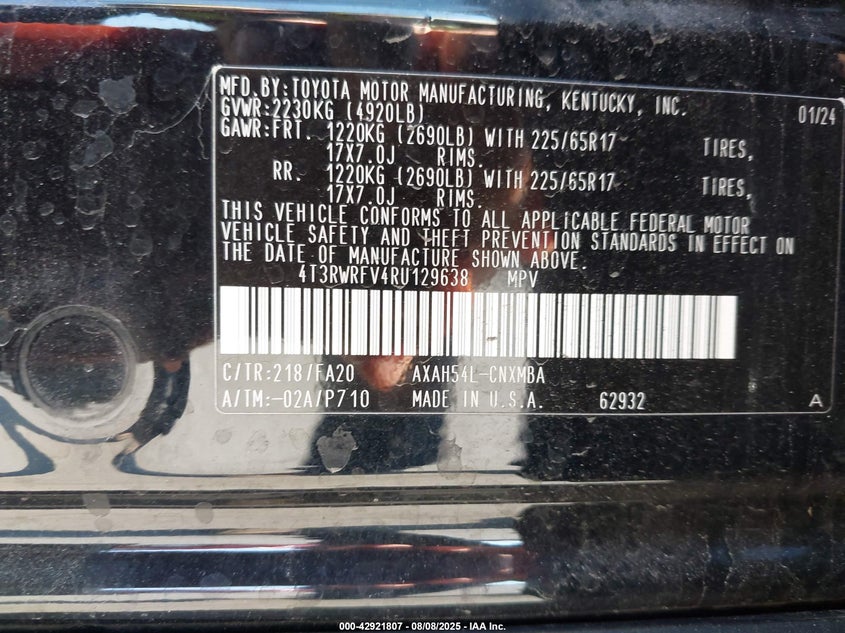 MFD.BY:TOYOTA MOTOR MANUFACTURING, KENTUCKY, INC. 01/24
GVWR:2230KG (4920LB)
GAWR:FRT. 1220KG (2690LB) WITH 225/65R17 TIRES,
17X7.0J RIMS.
RR. 1220KG (2690LB) WITH 225/65R17 TIRES,
17X7.0J RIMS.
THIS VEHICLE CONFORMS TO ALL APPLICABLE FEDERAL MOTOR
VEHICLE SAFETY AND THEFT PREVENTION STANDARDS IN EFFECT ON
THE DATE OF MANUFACTURE SHOWN ABOVE.
4T3RWRFV4RU129638 MPV
C/TR:218/FA20 AXAH54L-CNXMBA
A/TM:-02A/P710 MADE IN U.S.A. 62932 A
000-42921807 - 08/08/2025 - IAA Inc.